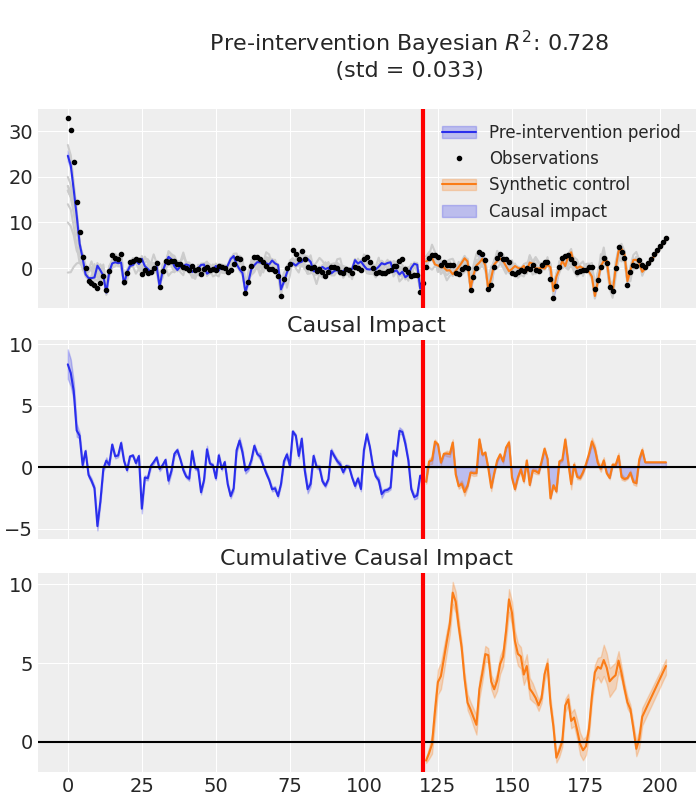 Pre-intervention Bayesian R²: 0.728
(std = 0.033)
30
20
10
0
Pre-intervention period
Observations
Synthetic control
Causal impact
Causal Impact
10
5
0
−5
Cumulative Causal Impact
10
5
0
0 25 50 75 100 125 150 175 200